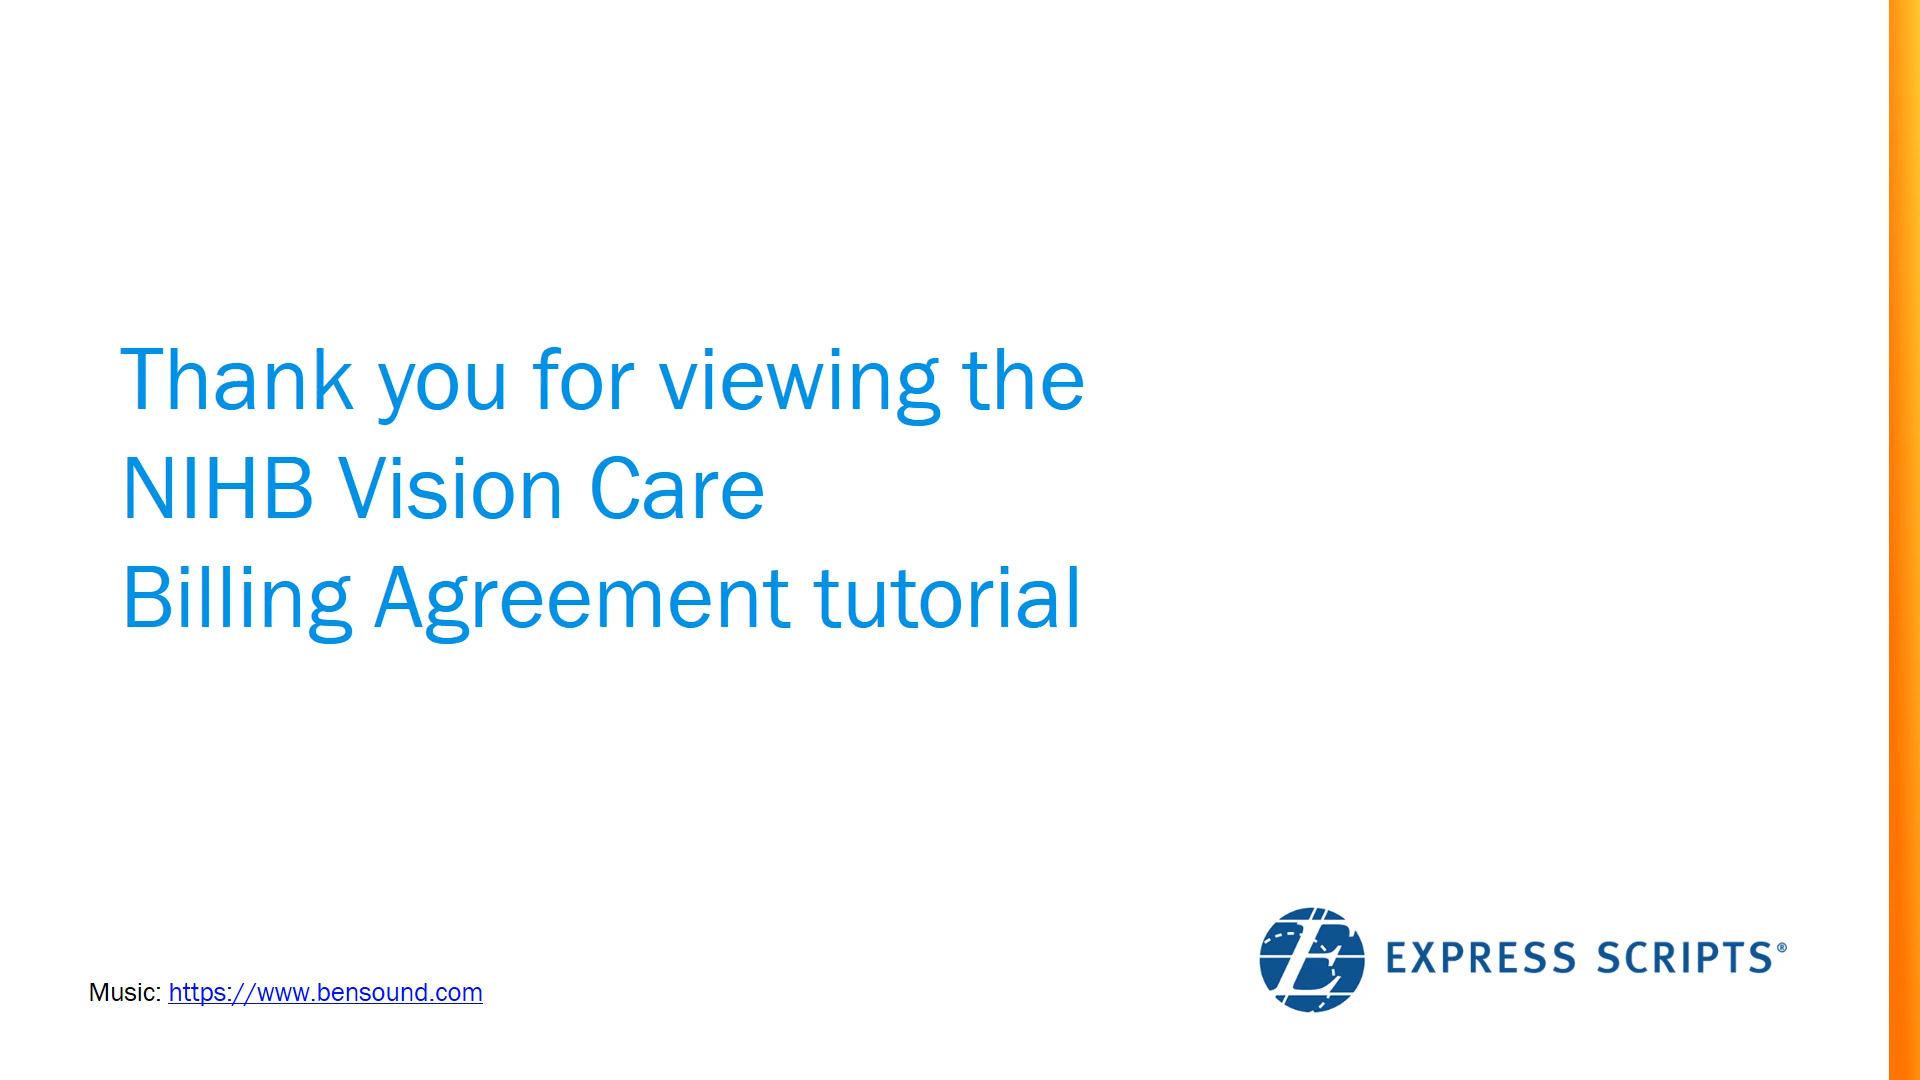 Thank you for viewing the
NIHB Vision Care
Billing Agreement tutorial
EXPRESS SCRIPTS®
Music: https://www.bensound.com